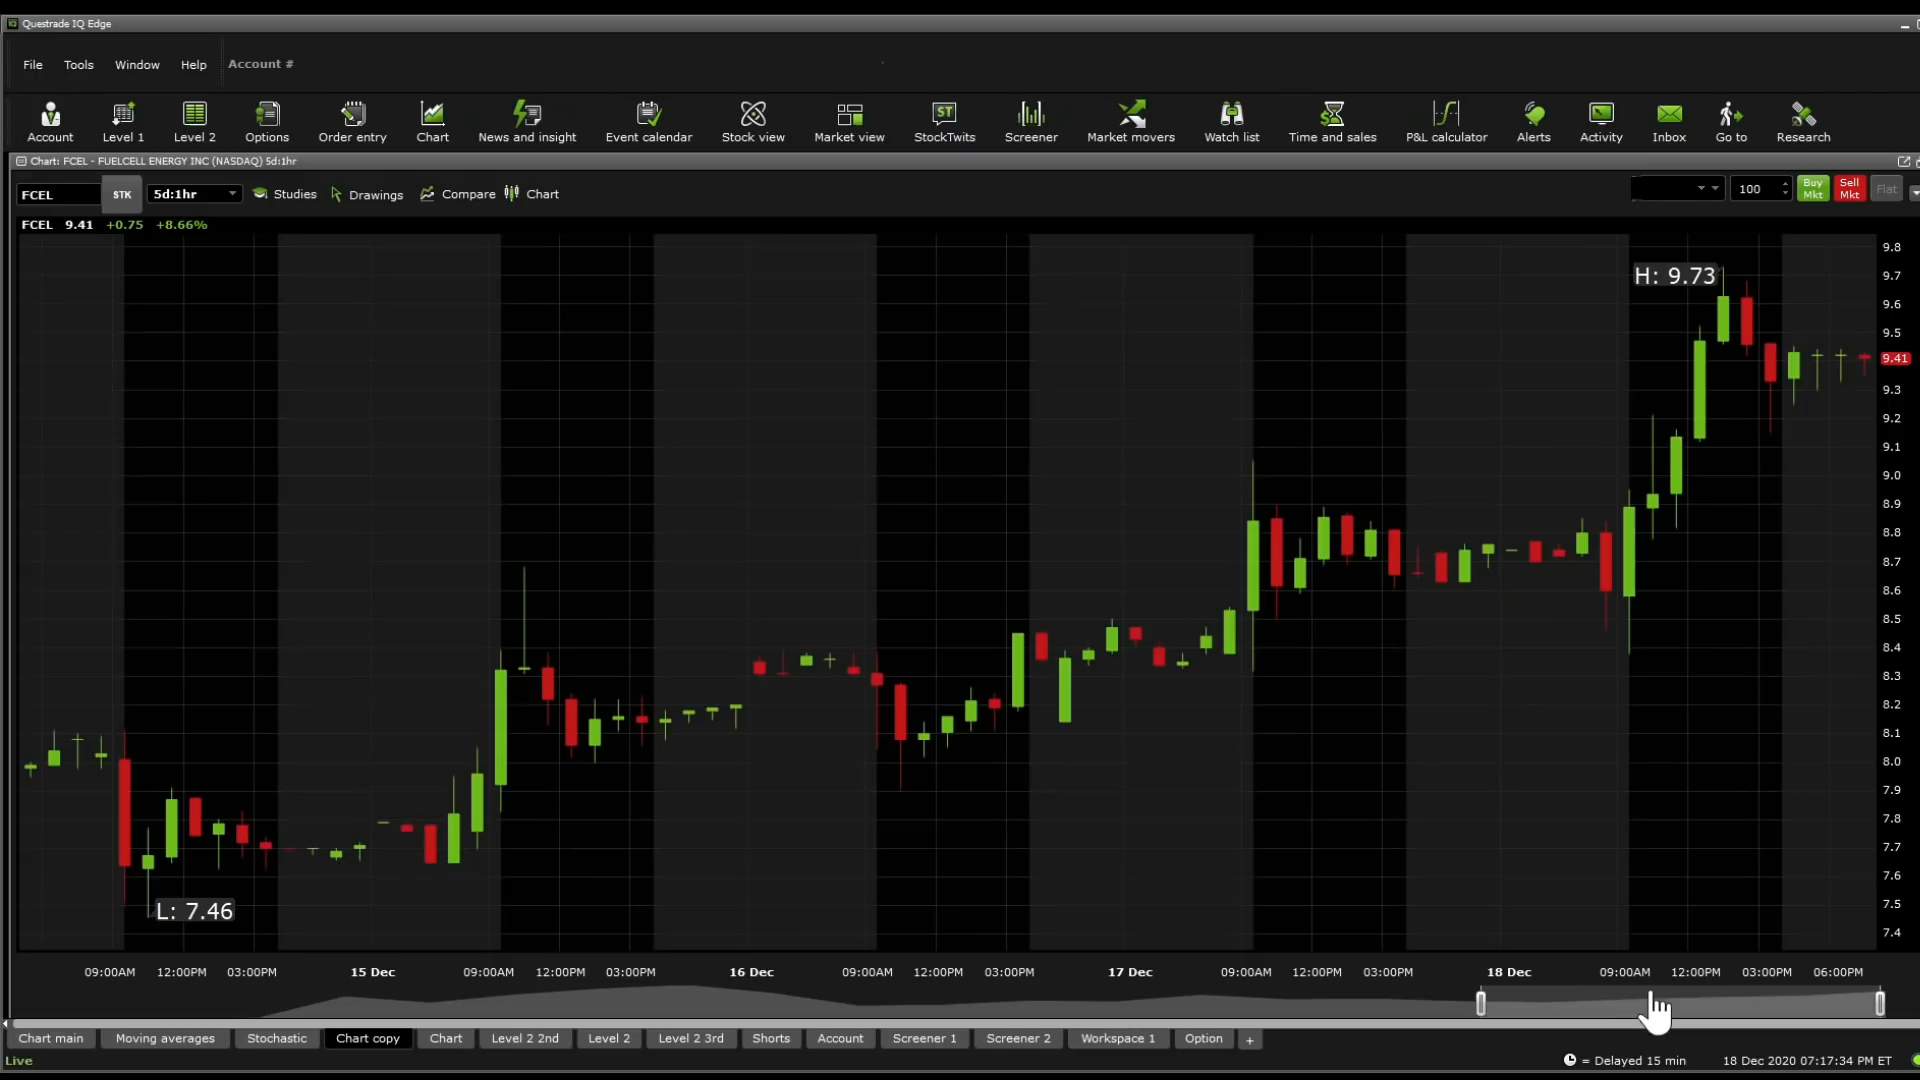 Questrade IQ Edge
File Tools Window Help Account #
Account Level 1 Level 2 Options Order entry Chart News and insight Event calendar Stock view Market view StockTwits Screener Market movers Watch list Time and sales P&L calculator Alerts Activity Inbox Go to Research
Chart: FCEL - FUELCELL ENERGY INC (NASDAQ) 5d:1hr
FCEL STK 5d:1hr Studies Drawings Compare Chart 100 Buy Mkt Sell Mkt Flat
FCEL 9.41 +0.75 +8.66%
9.8
H: 9.73 9.7
9.6
9.5
9.41
9.3
9.2
9.1
9.0
8.9
8.8
8.7
8.6
8.5
8.4
8.3
8.2
8.1
8.0
7.9
7.8
7.7
7.6
L: 7.46 7.5
7.4
09:00AM 12:00PM 03:00PM 15 Dec 09:00AM 12:00PM 03:00PM 16 Dec 09:00AM 12:00PM 03:00PM 17 Dec 09:00AM 12:00PM 03:00PM 18 Dec 09:00AM 12:00PM 03:00PM 06:00PM
Chart main Moving averages Stochastic Chart copy Chart Level 2 2nd Level 2 Level 2 3rd Shorts Account Screener 1 Screener 2 Workspace 1 Option +
Live = Delayed 15 min 18 Dec 2020 07:17:34 PM ET